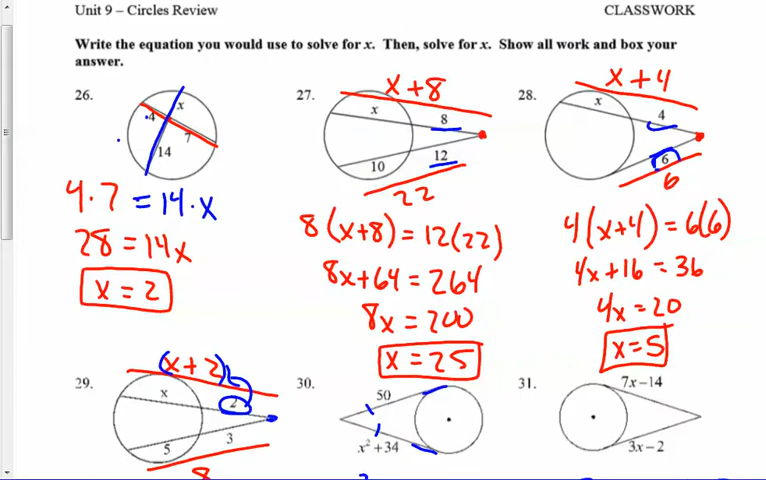 Unit 9 – Circles Review CLASSWORK
Write the equation you would use to solve for x. Then, solve for x. Show all work and box your
answer.
26.
x
4
7
14
4·7 = 14·x
28 = 14x
x = 2
27.
x+8
x
8
10
12
22
8(x+8) = 12(22)
8x+64 = 264
8x = 200
x = 25
28.
x+4
x
4
6
6
4(x+4) = 6(6)
4x+16 = 36
4x = 20
x = 5
29.
(x+2)2
x
2
3
5
8
30.
50
x²+34
31.
7x−14
3x−2